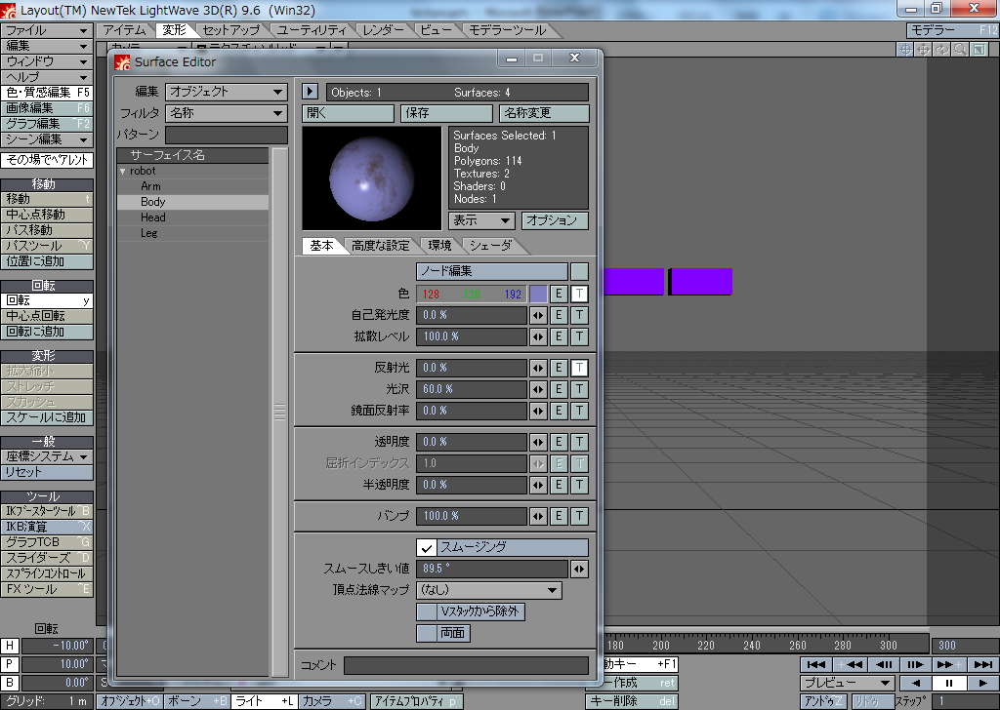 Layout(TM) NewTek LightWave 3D(R) 9.6 (Win32)
ファイル
アイテム 変形 セットアップ ユーティリティ レンダー ビュー モデラーツール
モデラー F12
編集
ウィンドウ
ヘルプ
色・質感編集 F5
画像編集 F6
グラフ編集 ^F2
シーン編集
その場でペアレント
移動
移動 t
中心点移動
パス移動
パスツール ^Y
位置に追加
回転
回転 y
中心点回転
回転に追加
変形
拡大縮小
ストレッチ
スカッシュ
スケールに追加
一般
座標システム
リセット
ツール
IKブースターツール ^B
IKB演算 ^X
グラフTCB ^G
スライダーズ ^D
スプラインコントロール
FXツール ^E
回転
H -10.00°
P 10.00°
B 0.00°
グリッド: 1 m
Surface Editor
編集 オブジェクト
フィルタ 名称
パターン
サーフェイス名
robot
Arm
Body
Head
Leg
Objects: 1 Surfaces: 4
開く 保存 名称変更
Surfaces Selected: 1
Body
Polygons: 114
Textures: 2
Shaders: 0
Nodes: 1
表示 オプション
基本 高度な設定 環境 シェーダ
ノード編集
色 128 128 192 E T
自己発光度 0.0 % E T
拡散レベル 100.0 % E T
反射光 0.0 % E T
光沢 60.0 % E T
鏡面反射率 0.0 % E T
透明度 0.0 % E T
屈折インデックス 1.0 E T
半透明度 0.0 % E T
バンプ 100.0 % E T
スムージング
スムースしきい値 89.5 °
頂点法線マップ (なし)
Vスタックから除外
両面
コメント
180 200 220 240 260 280 300 300
動キー +F1
キー作成 ret
キー削除 del
プレビュー
アンドゥ Z リドゥ ステップ
オブジェクト+O ボーン +B ライト +L カメラ +C アイテムプロパティ p